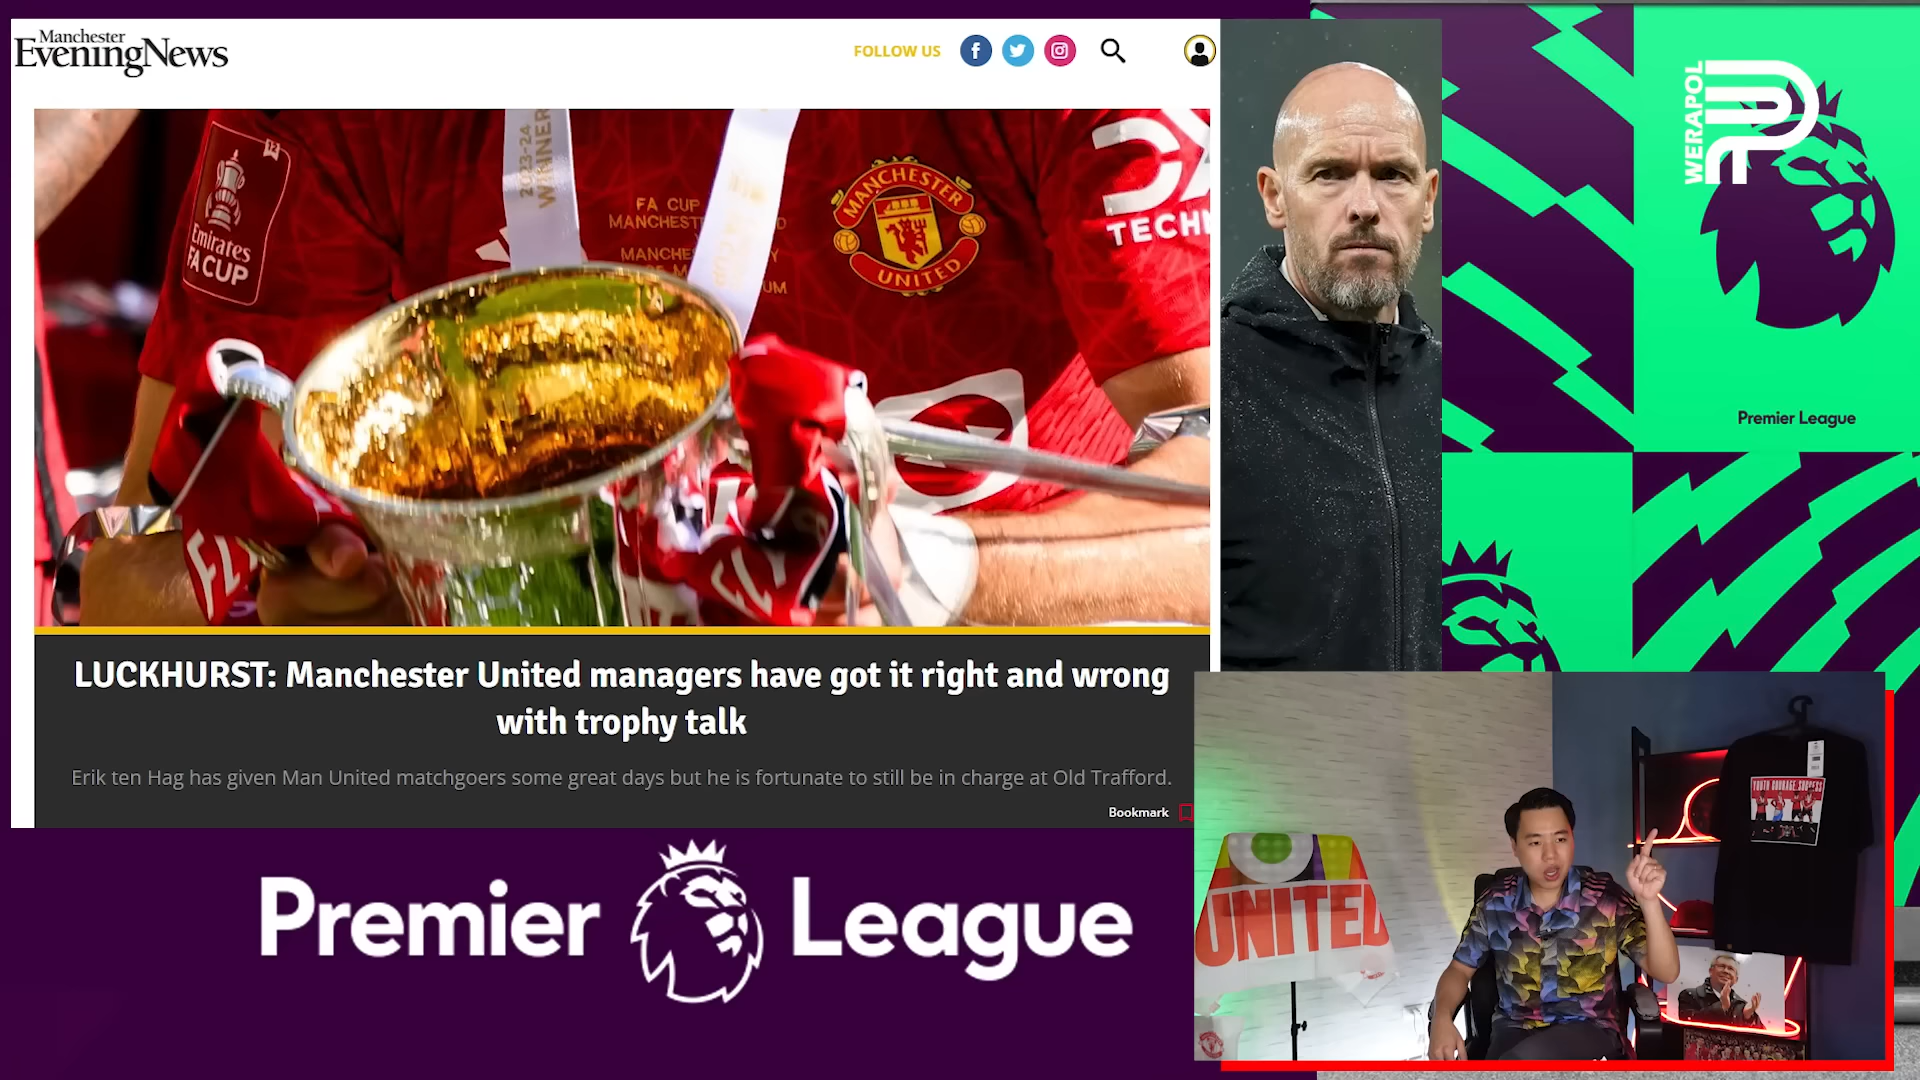 Manchester
EveningNews
FOLLOW US
2023-24
WINNER
Emirates
FA CUP
FA CUP
MANCHESTER
UNITED
TECH
LUCKHURST: Manchester United managers have got it right and wrong
with trophy talk
Erik ten Hag has given Man United matchgoers some great days but he is fortunate to still be in charge at Old Trafford.
Bookmark
WERAPOL
Premier League
Premier League
UNITED
YOUTH COURAGE SUCCESS